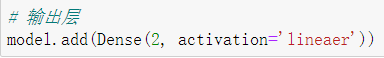 # 输出层
model.add(Dense(2, activation='lineaer'))